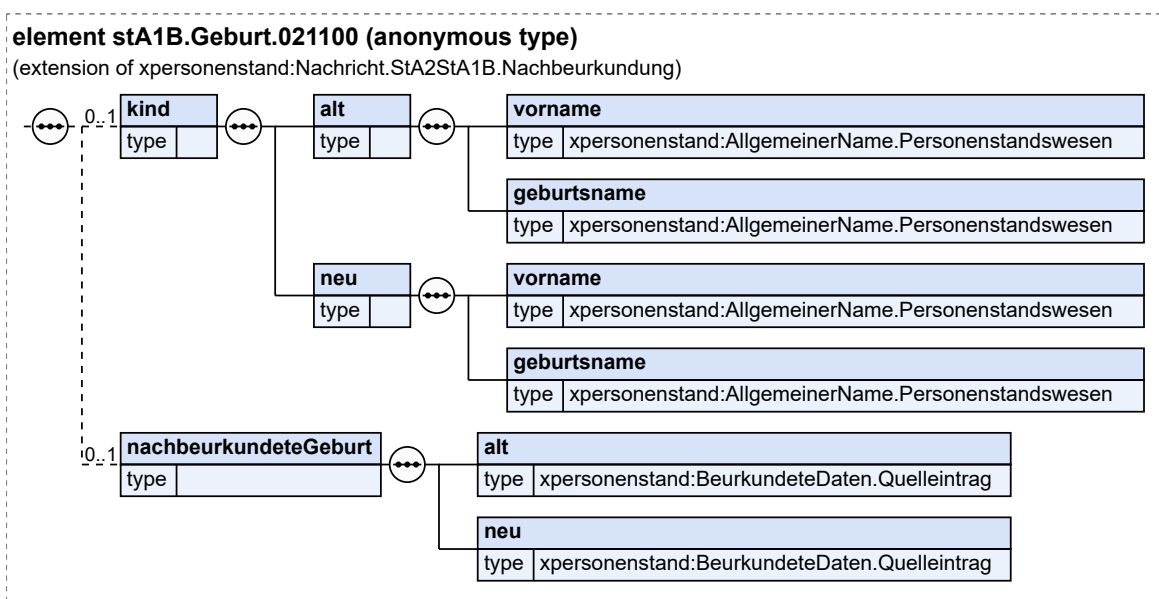 element stA1B.Geburt.021100 (anonymous type)
(extension of xpersonenstand:Nachricht.StA2StA1B.Nachbeurkundung)
0..1
kind
type
alt
type
vorname
type xpersonenstand:AllgemeinerName.Personenstandswesen
geburtsname
type xpersonenstand:AllgemeinerName.Personenstandswesen
neu
type
vorname
type xpersonenstand:AllgemeinerName.Personenstandswesen
geburtsname
type xpersonenstand:AllgemeinerName.Personenstandswesen
0..1
nachbeurkundeteGeburt
type
alt
type xpersonenstand:BeurkundeteDaten.Quelleintrag
neu
type xpersonenstand:BeurkundeteDaten.Quelleintrag